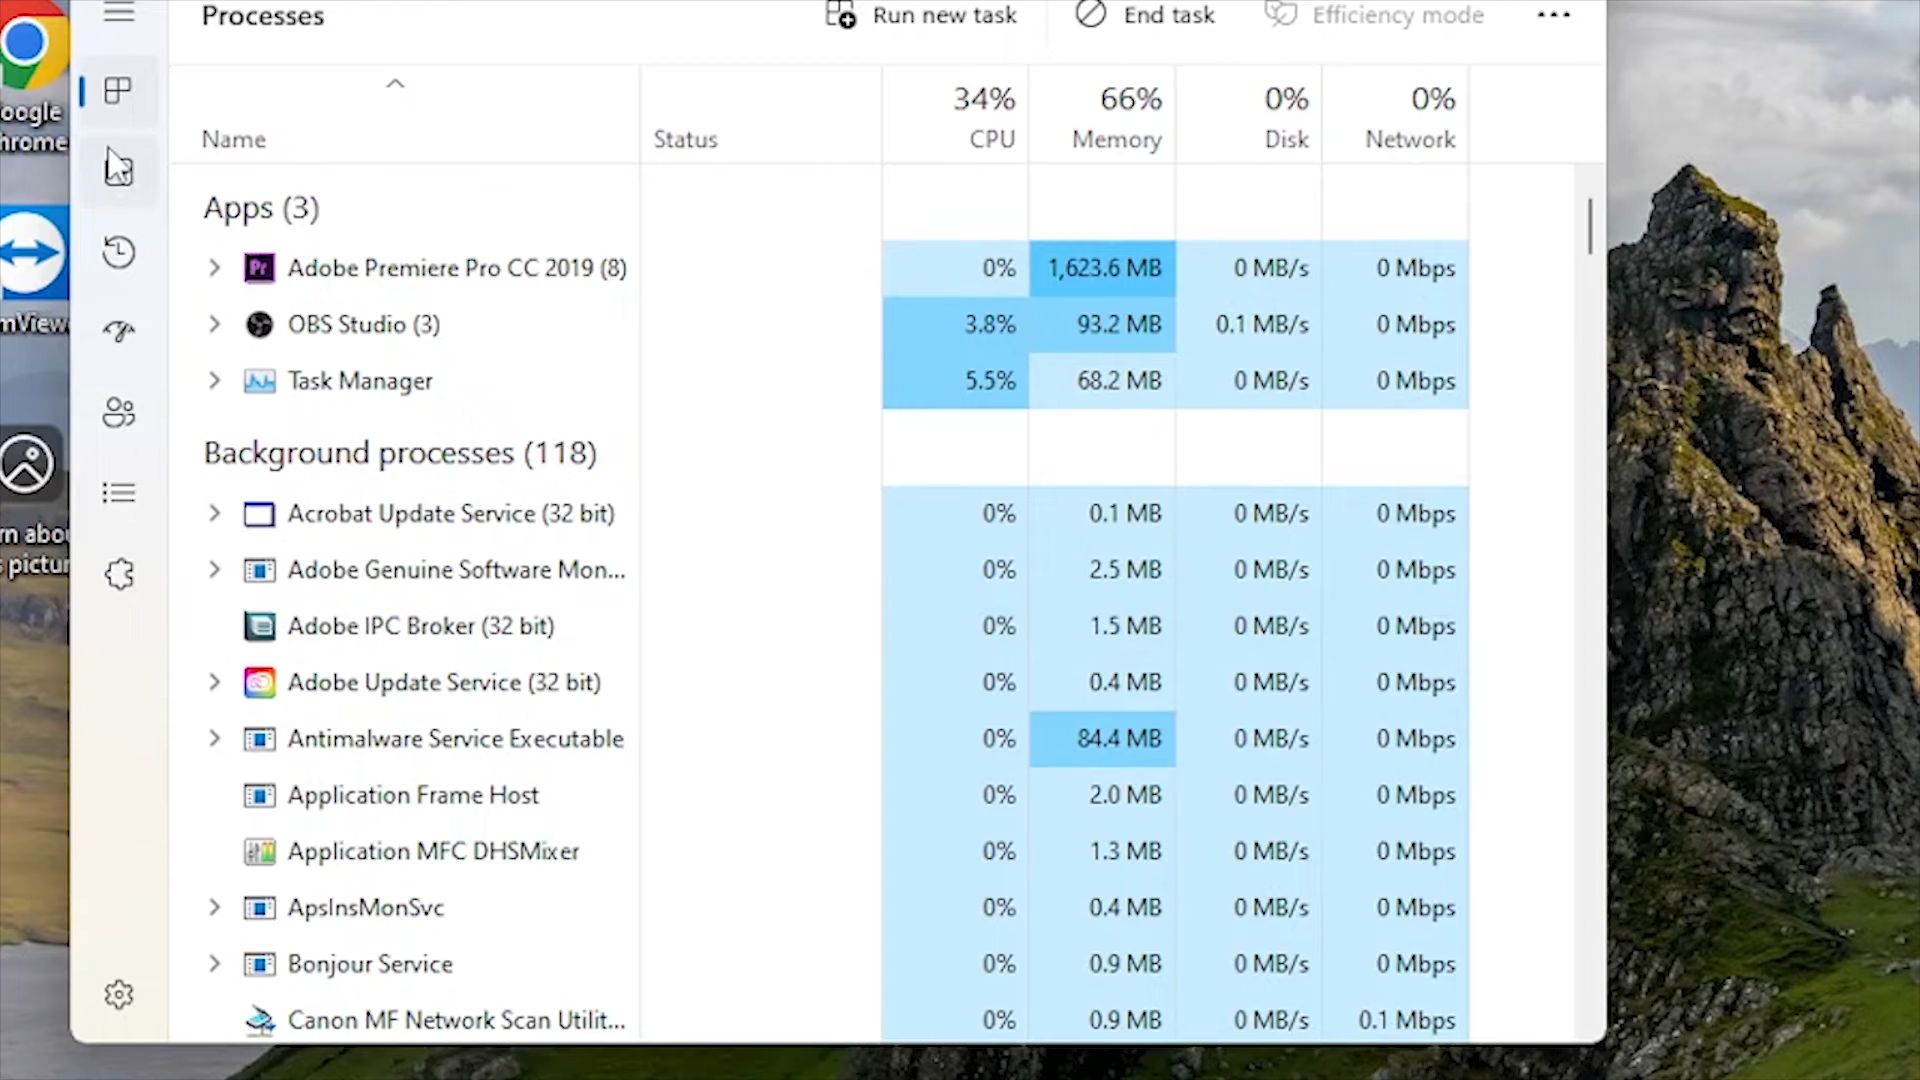 Processes
Run new task
End task
Efficiency mode
Name
Status
34%
CPU
66%
Memory
0%
Disk
0%
Network
Apps (3)
Pr Adobe Premiere Pro CC 2019 (8) 0% 1,623.6 MB 0 MB/s 0 Mbps
OBS Studio (3) 3.8% 93.2 MB 0.1 MB/s 0 Mbps
Task Manager 5.5% 68.2 MB 0 MB/s 0 Mbps
Background processes (118)
Acrobat Update Service (32 bit) 0% 0.1 MB 0 MB/s 0 Mbps
Adobe Genuine Software Mon... 0% 2.5 MB 0 MB/s 0 Mbps
Adobe IPC Broker (32 bit) 0% 1.5 MB 0 MB/s 0 Mbps
Adobe Update Service (32 bit) 0% 0.4 MB 0 MB/s 0 Mbps
Antimalware Service Executable 0% 84.4 MB 0 MB/s 0 Mbps
Application Frame Host 0% 2.0 MB 0 MB/s 0 Mbps
Application MFC DHSMixer 0% 1.3 MB 0 MB/s 0 Mbps
ApsInsMonSvc 0% 0.4 MB 0 MB/s 0 Mbps
Bonjour Service 0% 0.9 MB 0 MB/s 0 Mbps
Canon MF Network Scan Utilit... 0% 0.9 MB 0 MB/s 0.1 Mbps
oogle
hrome
mView
rn abou
s pictur